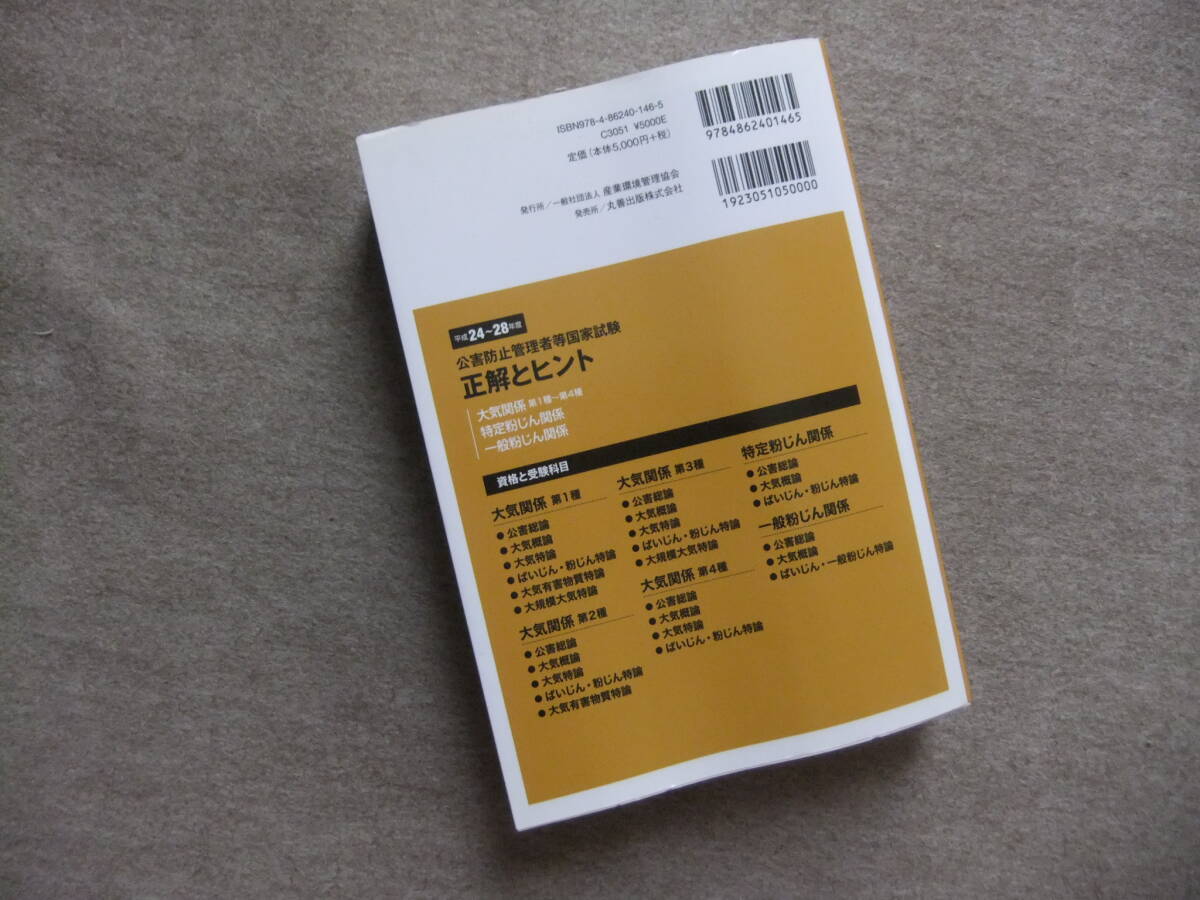 ISBN978-4-86240-146-5
C3051 ¥5000E
定価(本体5,000円+税)
9784862401465
発行所/一般社団法人 産業環境管理協会
発売所/丸善出版株式会社
1923051050000
平成24〜28年度
公害防止管理者等国家試験
正解とヒント
大気関係 第1種〜第4種
特定粉じん関係
一般粉じん関係
資格と受験科目
大気関係 第1種
● 公害総論
● 大気概論
● 大気特論
● ばいじん・粉じん特論
● 大気有害物質特論
● 大規模大気特論
大気関係 第2種
● 公害総論
● 大気概論
● 大気特論
● ばいじん・粉じん特論
● 大気有害物質特論
大気関係 第3種
● 公害総論
● 大気概論
● 大気特論
● ばいじん・粉じん特論
● 大規模大気特論
大気関係 第4種
● 公害総論
● 大気概論
● 大気特論
● ばいじん・粉じん特論
特定粉じん関係
● 公害総論
● 大気概論
● ばいじん・粉じん特論
一般粉じん関係
● 公害総論
● 大気概論
● ばいじん・一般粉じん特論